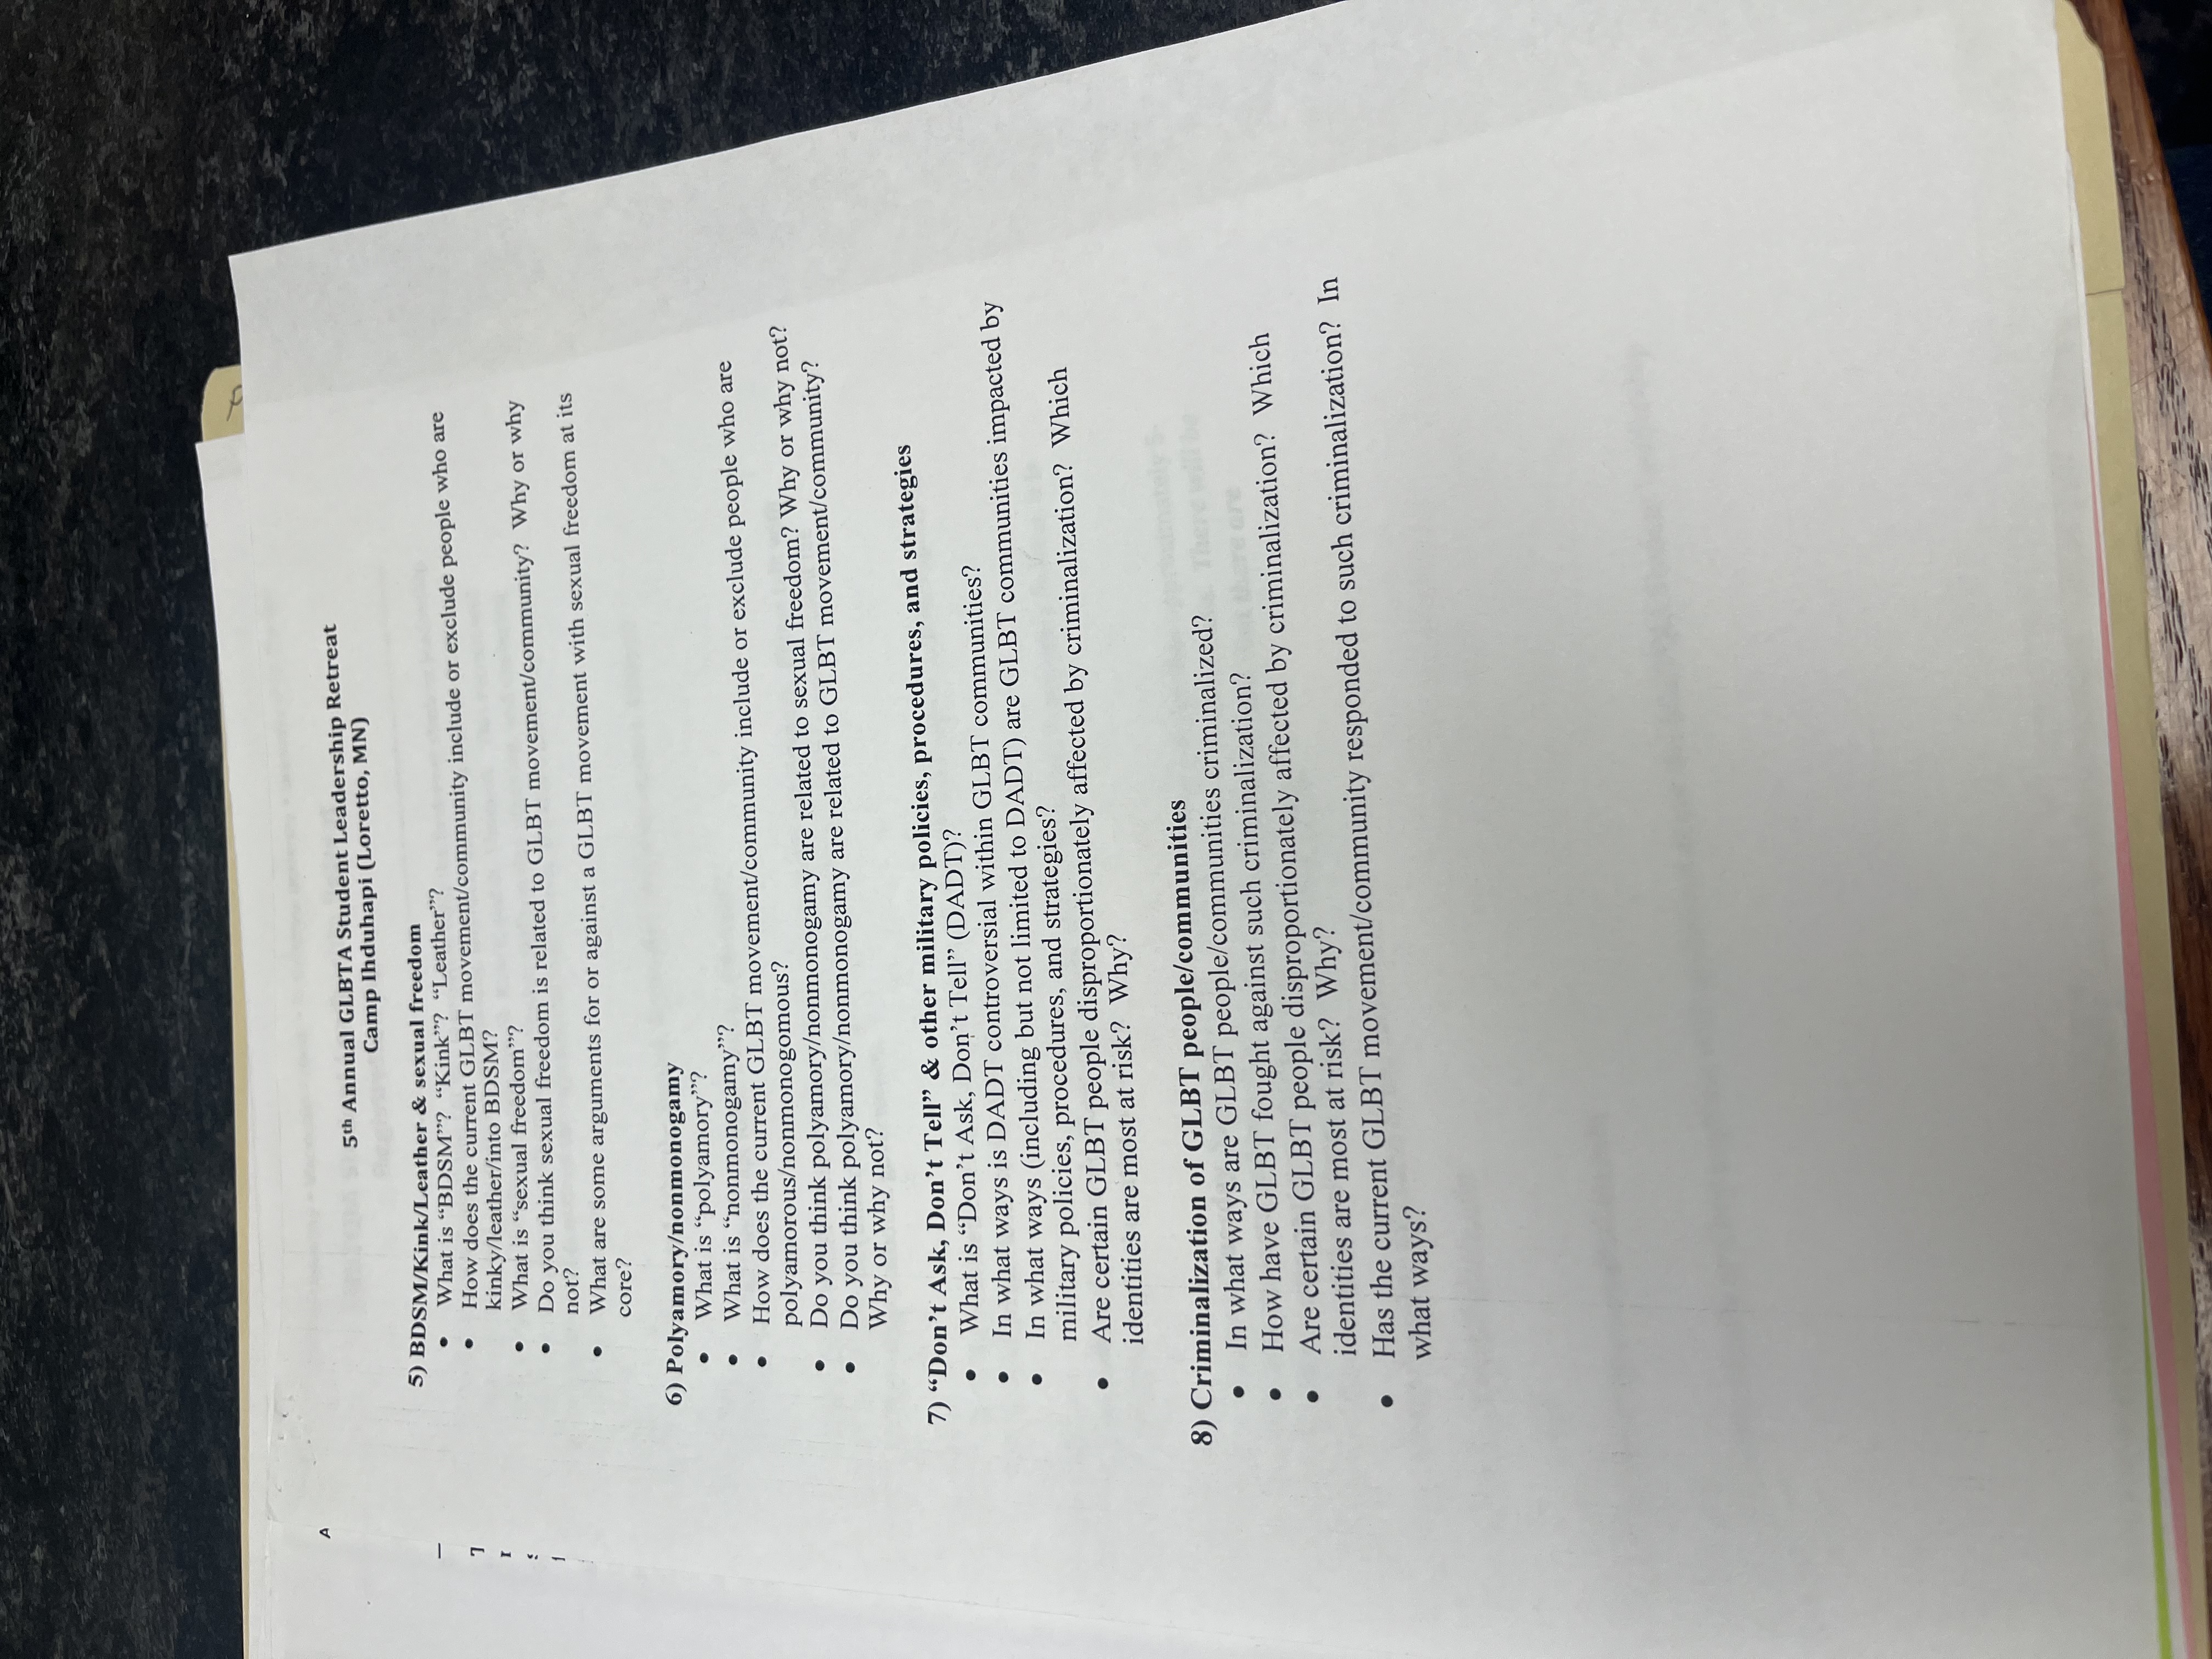 5th Annual GLBTA Student Leadership Retreat
Camp Ihduhapi (Loretto, MN)
5) BDSM/Kink/Leather & sexual freedom
• What is “BDSM”? “Kink”? “Leather”?
• How does the current GLBT movement/community include or exclude people who are
kinky/leather/into BDSM?
• What is “sexual freedom”?
• Do you think sexual freedom is related to GLBT movement/community? Why or why
not?
• What are some arguments for or against a GLBT movement with sexual freedom at its
core?
6) Polyamory/nonmonogamy
• What is “polyamory”?
• What is “nonmonogamy”?
• How does the current GLBT movement/community include or exclude people who are
polyamorous/nonmonogomous?
• Do you think polyamory/nonmonogamy are related to sexual freedom? Why or why not?
• Do you think polyamory/nonmonogamy are related to GLBT movement/community?
Why or why not?
7) “Don’t Ask, Don’t Tell” & other military policies, procedures, and strategies
• What is “Don’t Ask, Don’t Tell” (DADT)?
• In what ways is DADT controversial within GLBT communities?
• In what ways (including but not limited to DADT) are GLBT communities impacted by
military policies, procedures, and strategies?
• Are certain GLBT people disproportionately affected by criminalization? Which
identities are most at risk? Why?
8) Criminalization of GLBT people/communities
• In what ways are GLBT people/communities criminalized?
• How have GLBT fought against such criminalization?
• Are certain GLBT people disproportionately affected by criminalization? Which
identities are most at risk? Why?
• Has the current GLBT movement/community responded to such criminalization? In
what ways?